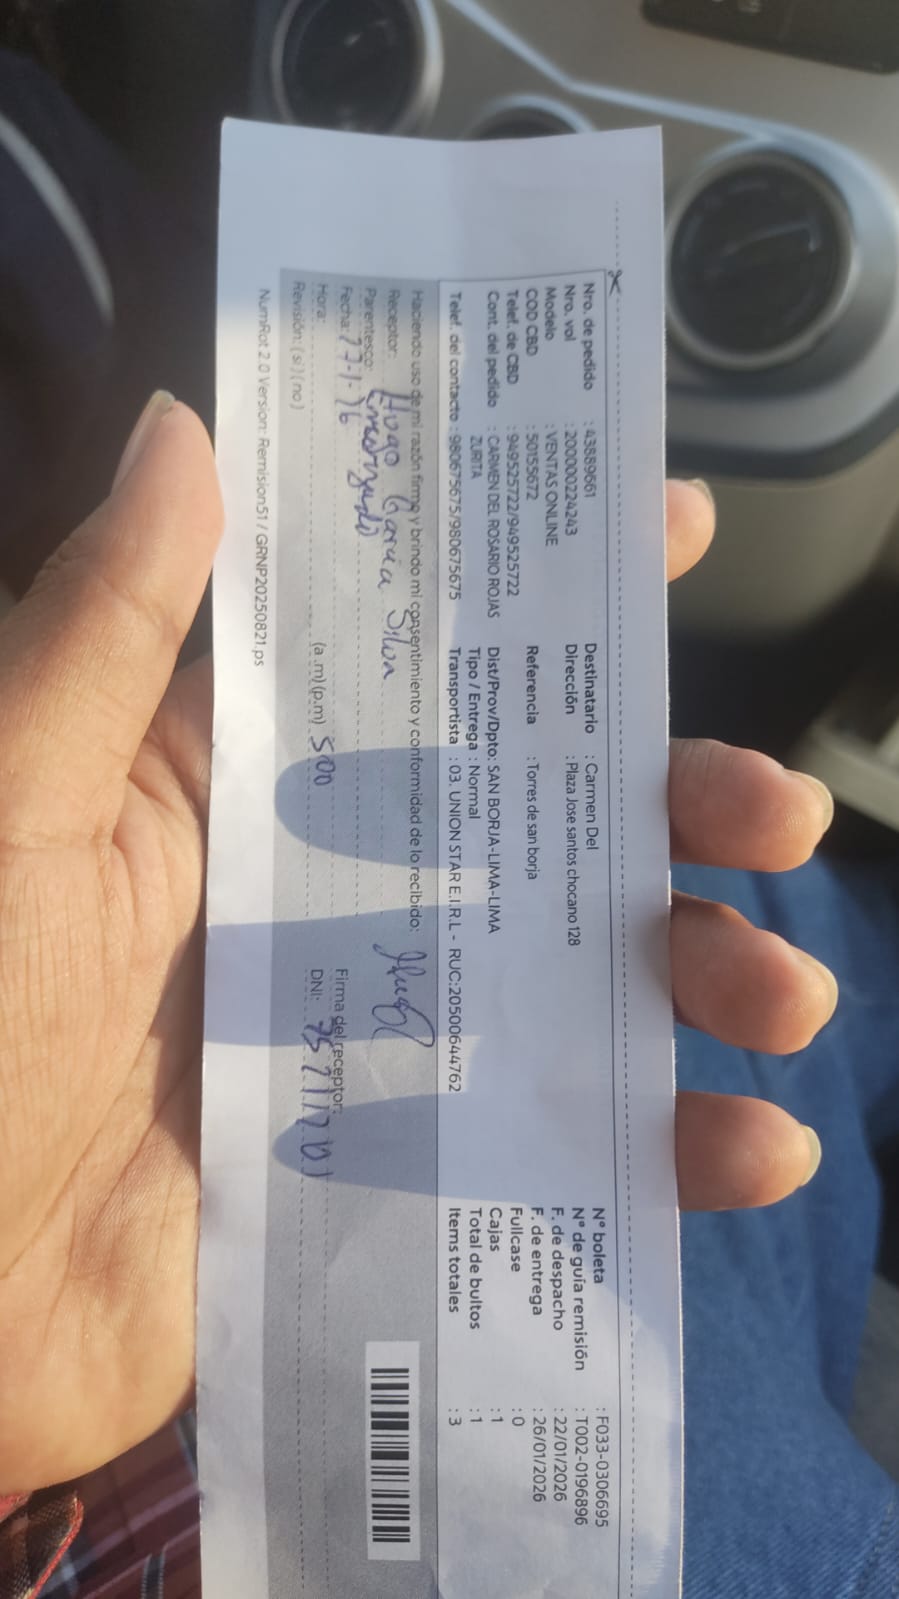 Nro. de pedido : 43889661
Nro. vol : 200000224243
Modelo : VENTAS ONLINE
COD CBD : 50155672
Telef. de CBD : 949525722/949525722
Cont. del pedido : CARMEN DEL ROSARIO ROJAS
ZURITA
Telef. del contacto : 980675675/980675675
Destinatario : Carmen Del
Dirección : Plaza Jose santos chocano 128
Referencia : Torres de san borja
Dist/Prov/Dpto: SAN BORJA-LIMA-LIMA
Tipo / Entrega : Normal
Transportista : 03. UNION STAR E.I.R.L - RUC:20500644762
N° boleta : F033-0306695
N° de guía remisión : T002-0196896
F. de despacho : 22/01/2026
F. de entrega : 26/01/2026
Fullcase : 0
Cajas : 1
Total de bultos : 1
Items totales : 3
Haciendo uso de mi razón firmo y brindo mi consentimiento y conformidad de lo recibido:
Receptor: Hugo Garcia Silva
Parentesco: Encargado
Fecha:
Hora: (a .m)(p.m) 5:00
Revisión: ( si ) ( no )
Firma del receptor:
DNI:
NumRot 2.0 Version: Remision51 / GRNP20250821.ps